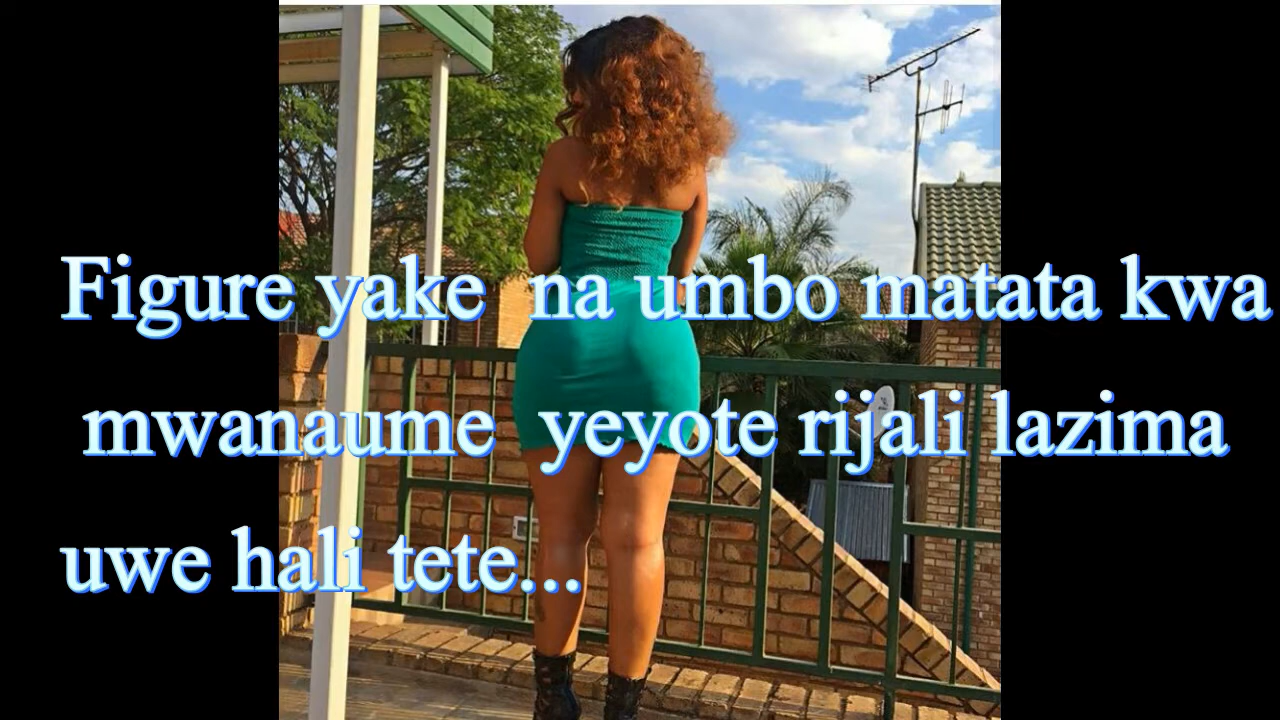 Figure yake na umbo matata kwa
mwanaume yeyote rijali lazima
uwe hali tete...